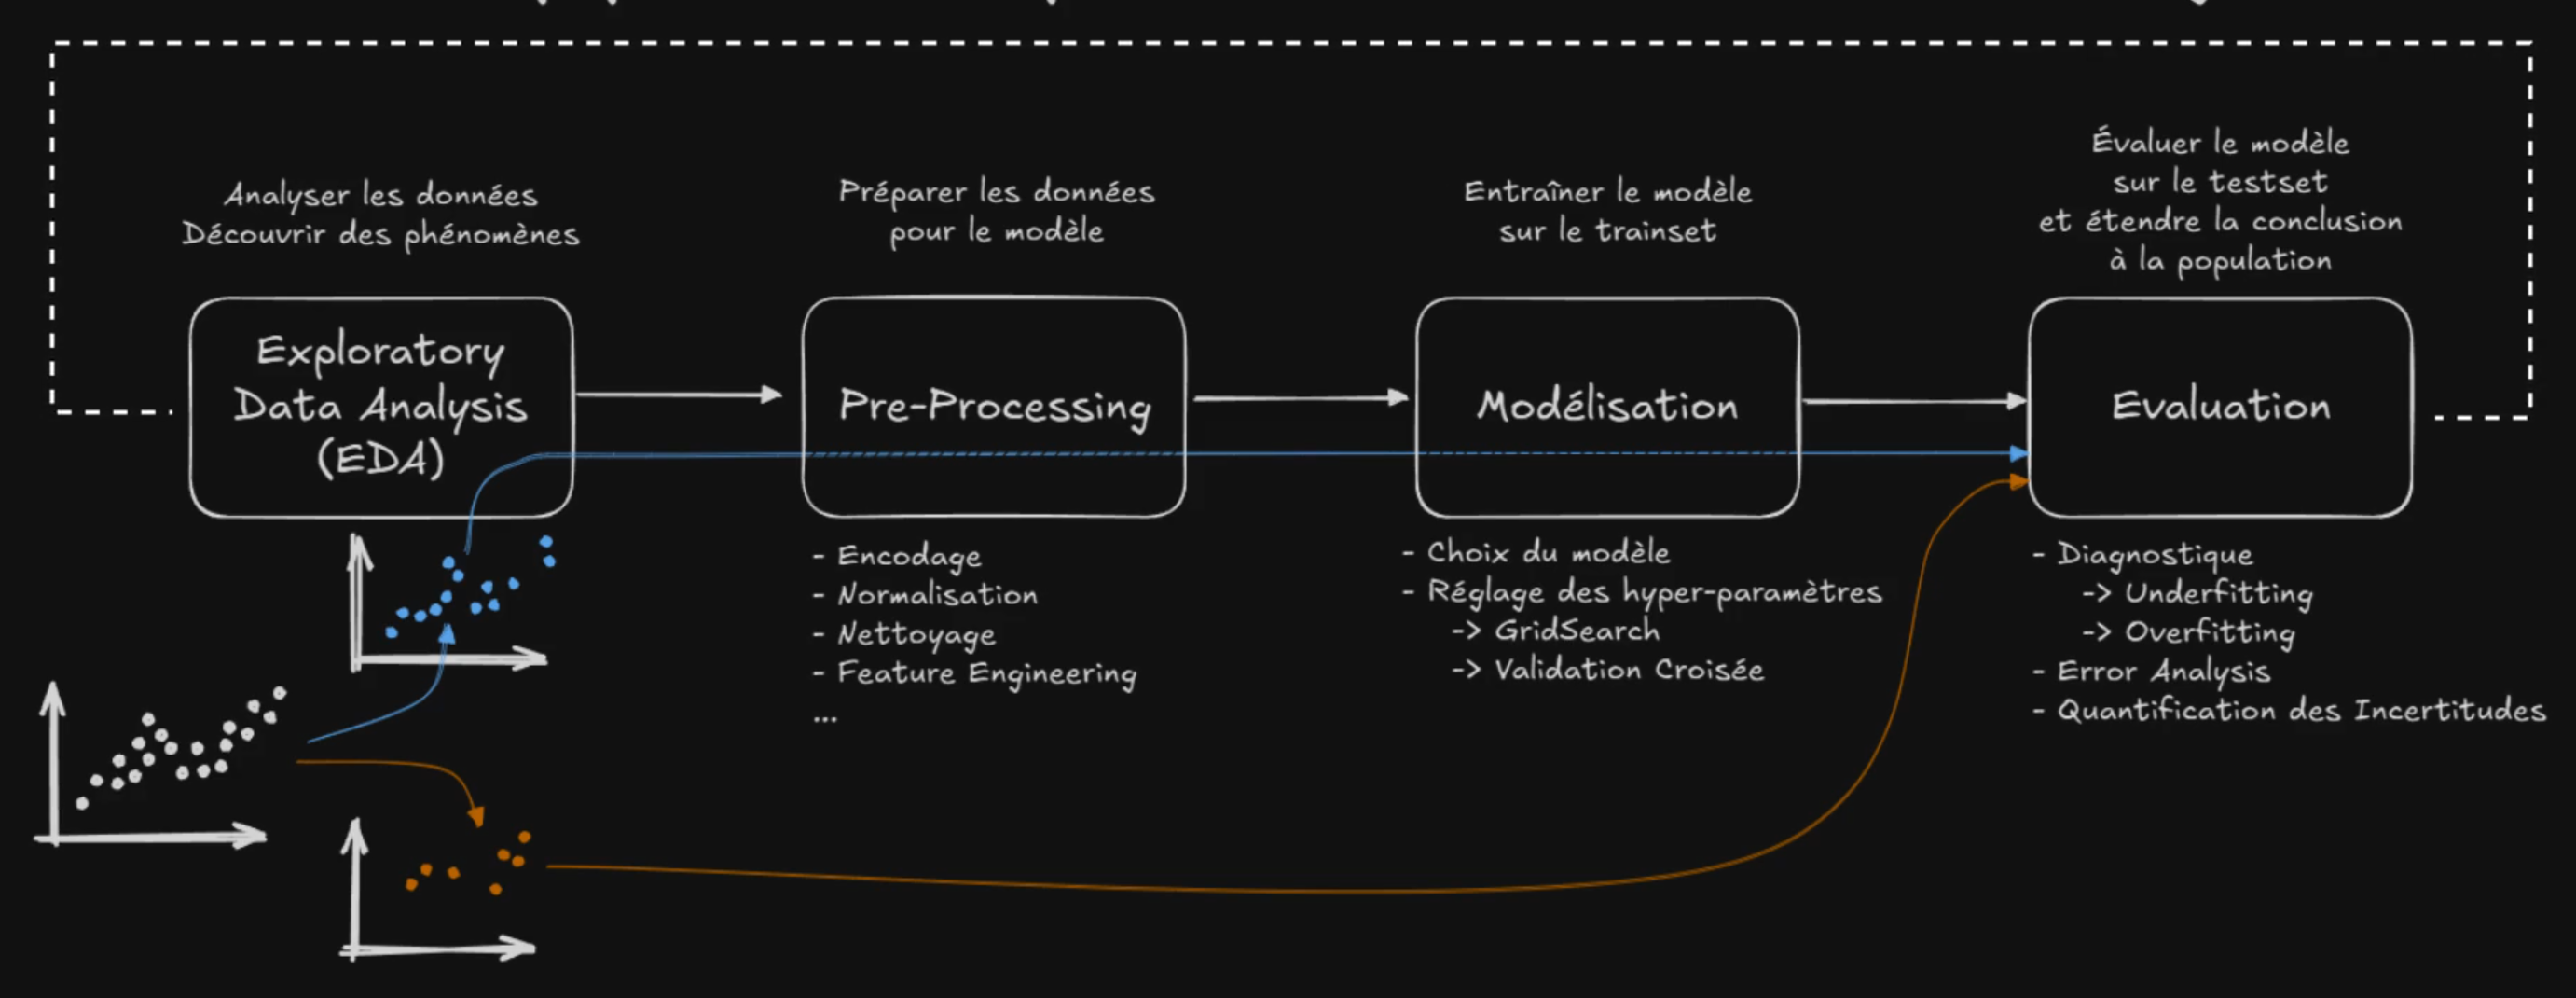 Analyser les données
Découvrir des phénomènes
Exploratory
Data Analysis
(EDA)
Préparer les données
pour le modèle
Pre-Processing
- Encodage
- Normalisation
- Nettoyage
- Feature Engineering
...
Entraîner le modèle
sur le trainset
Modélisation
- Choix du modèle
- Réglage des hyper-paramètres
-> GridSearch
-> Validation Croisée
Évaluer le modèle
sur le testset
et étendre la conclusion
à la population
Evaluation
- Diagnostique
-> Underfitting
-> Overfitting
- Error Analysis
- Quantification des Incertitudes